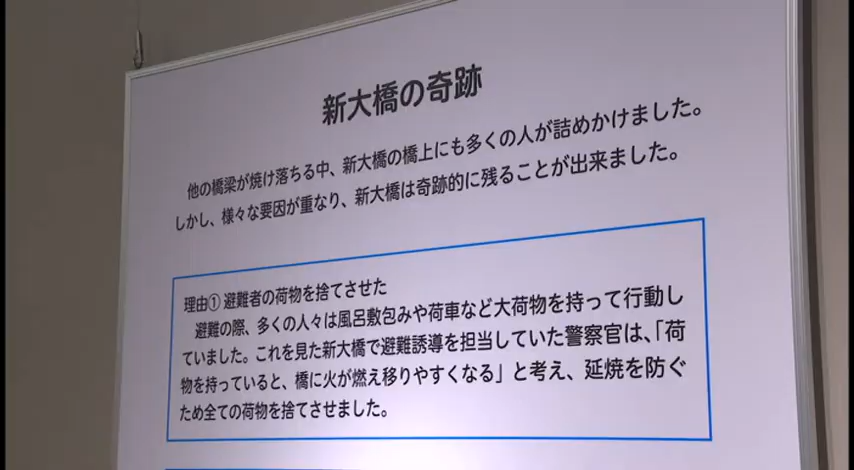 新大橋の奇跡
他の橋梁が焼け落ちる中、新大橋の橋上にも多くの人が詰めかけました。
しかし、様々な要因が重なり、新大橋は奇跡的に残ることが出来ました。
理由① 避難者の荷物を捨てさせた
避難の際、多くの人々は風呂敷包みや荷車など大荷物を持って行動し
ていました。これを見た新大橋で避難誘導を担当していた警察官は、「荷
物を持っていると、橋に火が燃え移りやすくなる」と考え、延焼を防ぐ
ため全ての荷物を捨てさせました。